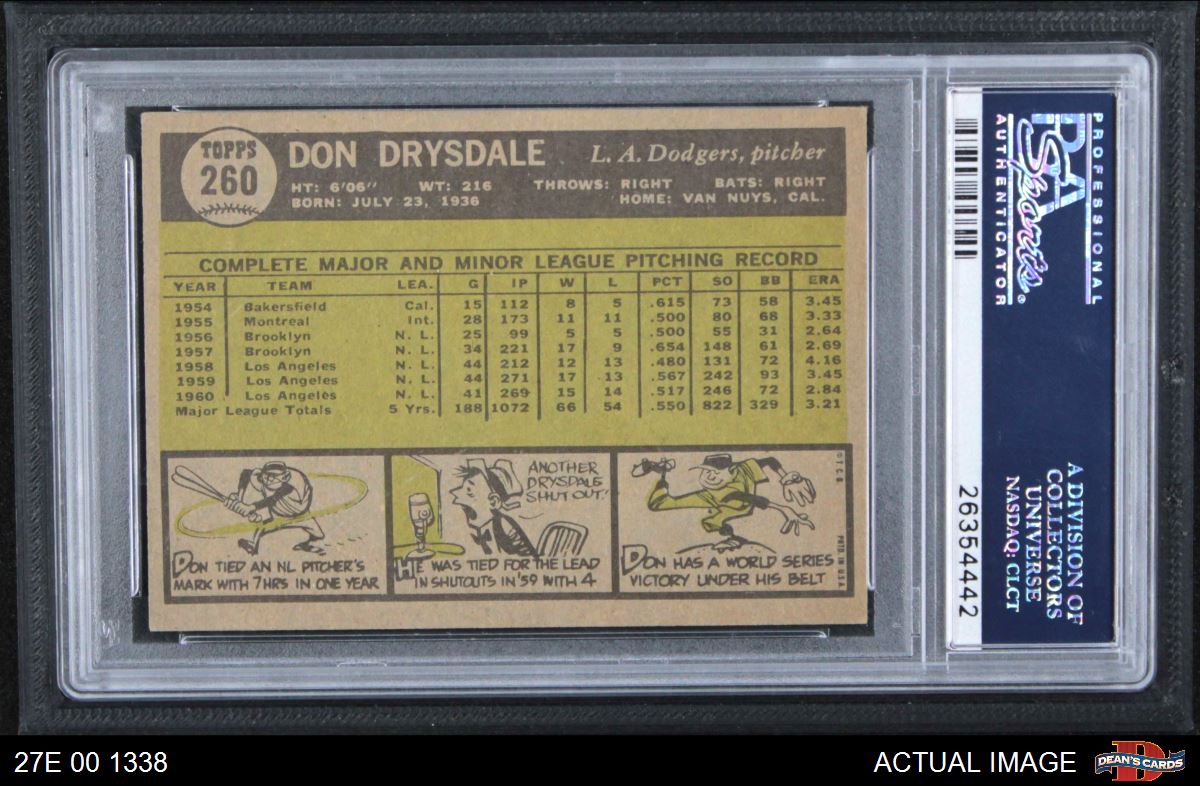 TOPPS
260
DON DRYSDALE L. A. Dodgers, pitcher
HT: 6'06" WT: 216 THROWS: RIGHT BATS: RIGHT
BORN: JULY 23, 1936 HOME: VAN NUYS, CAL.
COMPLETE MAJOR AND MINOR LEAGUE PITCHING RECORD
YEAR TEAM LEA. G IP W L PCT SO BB ERA
1954 Bakersfield Cal. 15 112 8 5 .615 73 58 3.45
1955 Montreal Int. 28 173 11 11 .500 80 68 3.33
1956 Brooklyn N. L. 25 99 5 5 .500 55 31 2.64
1957 Brooklyn N. L. 34 221 17 9 .654 148 61 2.69
1958 Los Angeles N. L. 44 212 12 13 .480 131 72 4.16
1959 Los Angeles N. L. 44 271 17 13 .567 242 93 3.45
1960 Los Angeles N. L. 41 269 15 14 .517 246 72 2.84
Major League Totals 5 Yrs. 188 1072 66 54 .550 822 329 3.21
DON TIED AN NL PITCHER'S
MARK WITH 7 HRS IN ONE YEAR
ANOTHER
DRYSDALE
SHUT OUT!
HE WAS TIED FOR THE LEAD
IN SHUTOUTS IN '59 WITH 4
DON HAS A WORLD SERIES
VICTORY UNDER HIS BELT
© T.C.G.
PRTD. IN U.S.A.
PROFESSIONAL
PSA
Sports®
AUTHENTICATOR
A DIVISION OF
COLLECTORS
UNIVERSE
NASDAQ: CLCT
26354442
27E 00 1338
ACTUAL IMAGE
DEAN'S CARDS